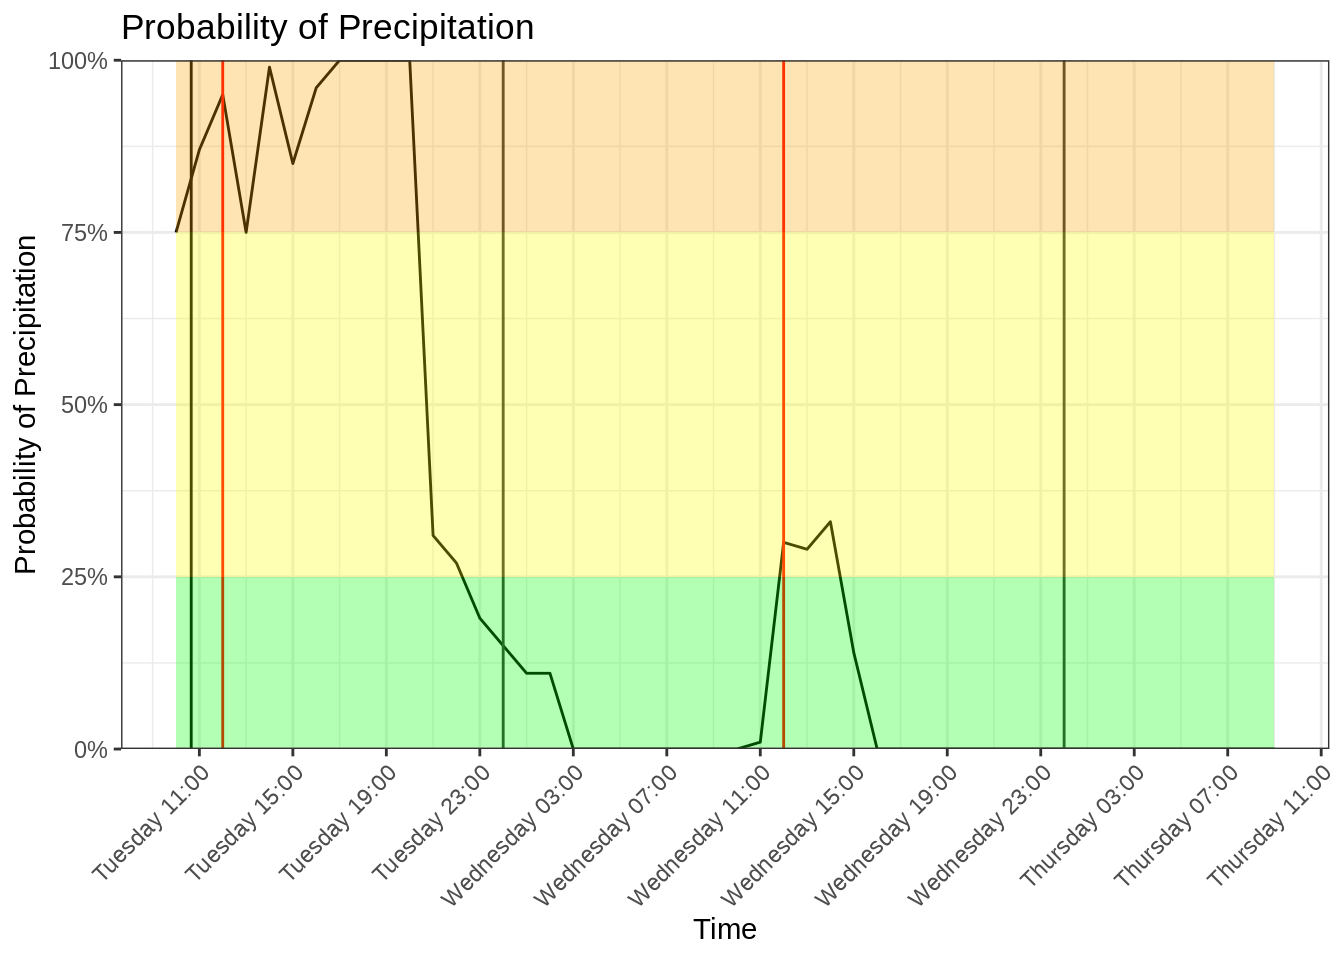 Probability of Precipitation
Probability of Precipitation
100%
75%
50%
25%
0%
Tuesday 11:00
Tuesday 15:00
Tuesday 19:00
Tuesday 23:00
Wednesday 03:00
Wednesday 07:00
Wednesday 11:00
Wednesday 15:00
Wednesday 19:00
Wednesday 23:00
Thursday 03:00
Thursday 07:00
Thursday 11:00
Time